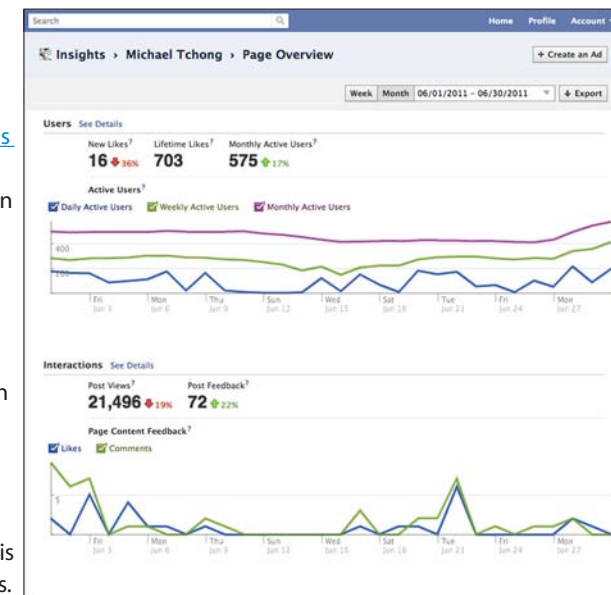 s
n
n
is
s.
Search
Home Profile Account
Insights › Michael Tchong › Page Overview
+ Create an Ad
Week Month 06/01/2011 – 06/30/2011 Export
Users See Details
New Likes? Lifetime Likes? Monthly Active Users?
16 36% 703 575 17%
Active Users?
Daily Active Users Weekly Active Users Monthly Active Users
400
200
Fri Mon Thu Sun Wed Sat Tue Fri Mon
Jun 3 Jun 6 Jun 9 Jun 12 Jun 15 Jun 18 Jun 21 Jun 24 Jun 27
Interactions See Details
Post Views? Post Feedback?
21,496 19% 72 22%
Page Content Feedback?
Likes Comments
5
Fri Mon Thu Sun Wed Sat Tue Fri Mon
Jun 3 Jun 6 Jun 9 Jun 12 Jun 15 Jun 18 Jun 21 Jun 24 Jun 27